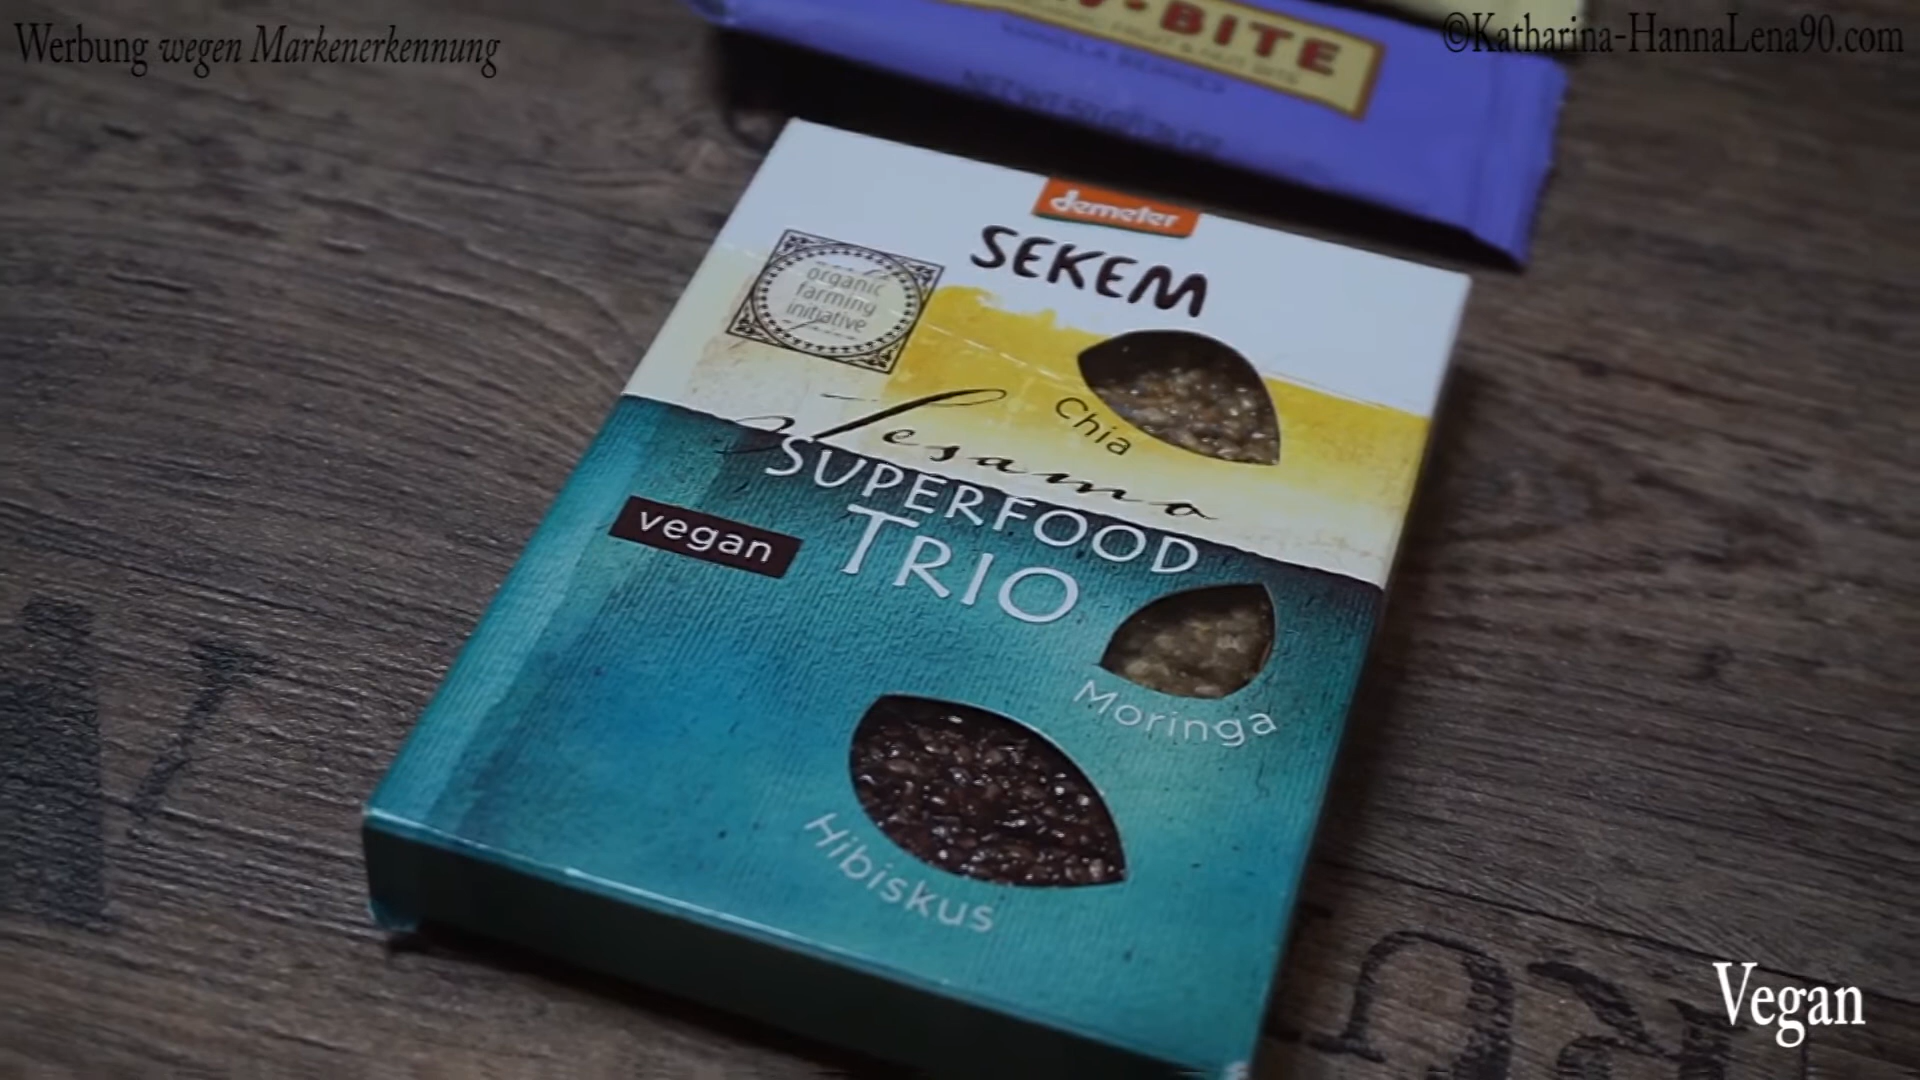 Werbung wegen Markenerkennung
©Katharina-HannaLena90.com
BITE
demeter
SEKEM
organic
farming
initiative
Chia
Sesama
SUPERFOOD
vegan
TRIO
Moringa
Hibiskus
Vegan